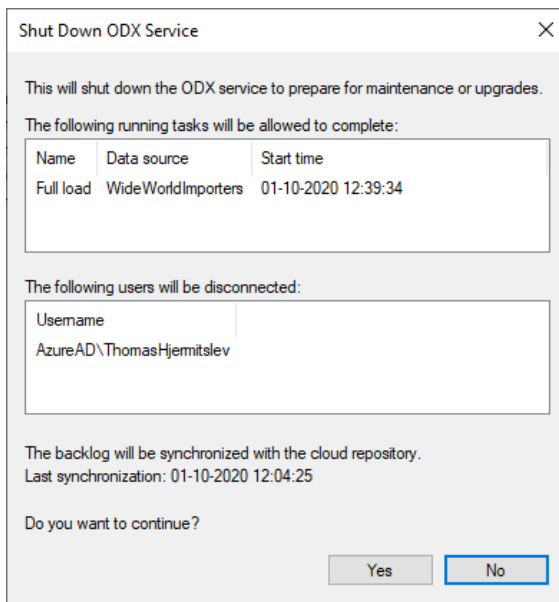 Shut Down ODX Service
This will shut down the ODX service to prepare for maintenance or upgrades.
The following running tasks will be allowed to complete:
Name Data source Start time
Full load WideWorldImporters 01-10-2020 12:39:34
The following users will be disconnected:
Username
AzureAD\ThomasHjermitslev
The backlog will be synchronized with the cloud repository.
Last synchronization: 01-10-2020 12:04:25
Do you want to continue?
Yes No